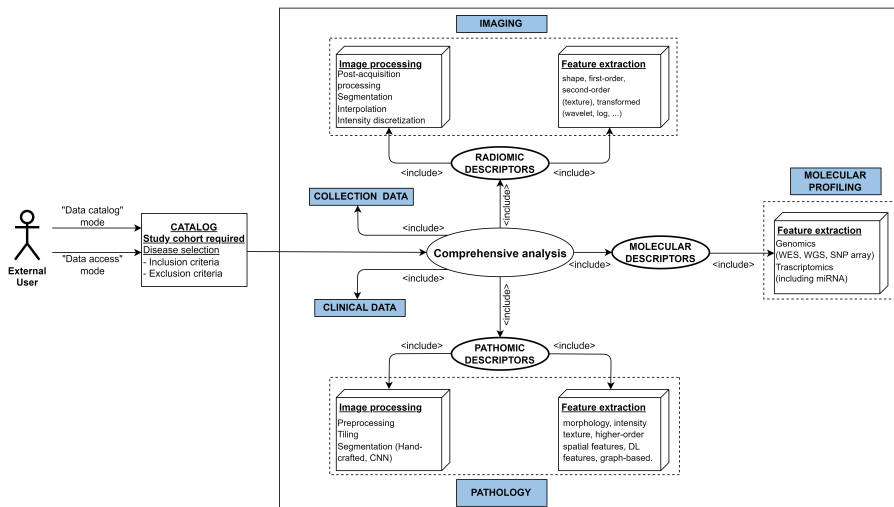 IMAGING
Image processing
Post-acquisition
processing
Segmentation
Interpolation
Intensity discretization
Feature extraction
shape, first-order,
second-order
(texture), transformed
(wavelet, log, ...)
<include>
RADIOMIC
DESCRIPTORS
<include>
<include>
COLLECTION DATA
<include>
MOLECULAR
PROFILING
"Data catalog"
mode
"Data access"
mode
External
User
CATALOG
Study cohort required
Disease selection
- Inclusion criteria
- Exclusion criteria
Comprehensive analysis
<include>
MOLECULAR
DESCRIPTORS
<include>
Feature extraction
Genomics
(WES, WGS, SNP array)
Trascriptomics
(including miRNA)
<include>
CLINICAL DATA
<include>
<include>
PATHOMIC
DESCRIPTORS
<include>
Image processing
Preprocessing
Tiling
Segmentation (Hand-
crafted, CNN)
Feature extraction
morphology, intensity
texture, higher-order
spatial features, DL
features, graph-based.
PATHOLOGY